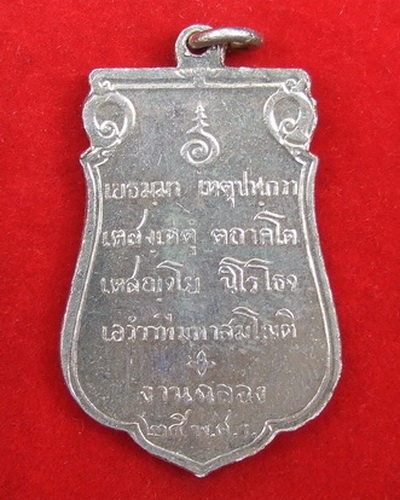 เยธมฺมา เหตุปฺปภวา
เตสํเหตุํ ตถาคโต
เตสญฺจโย นิโรโธจ
เอวํวาทีมหาสมโณติ
งานฉลอง
๒๕ พ.ศ.ว.